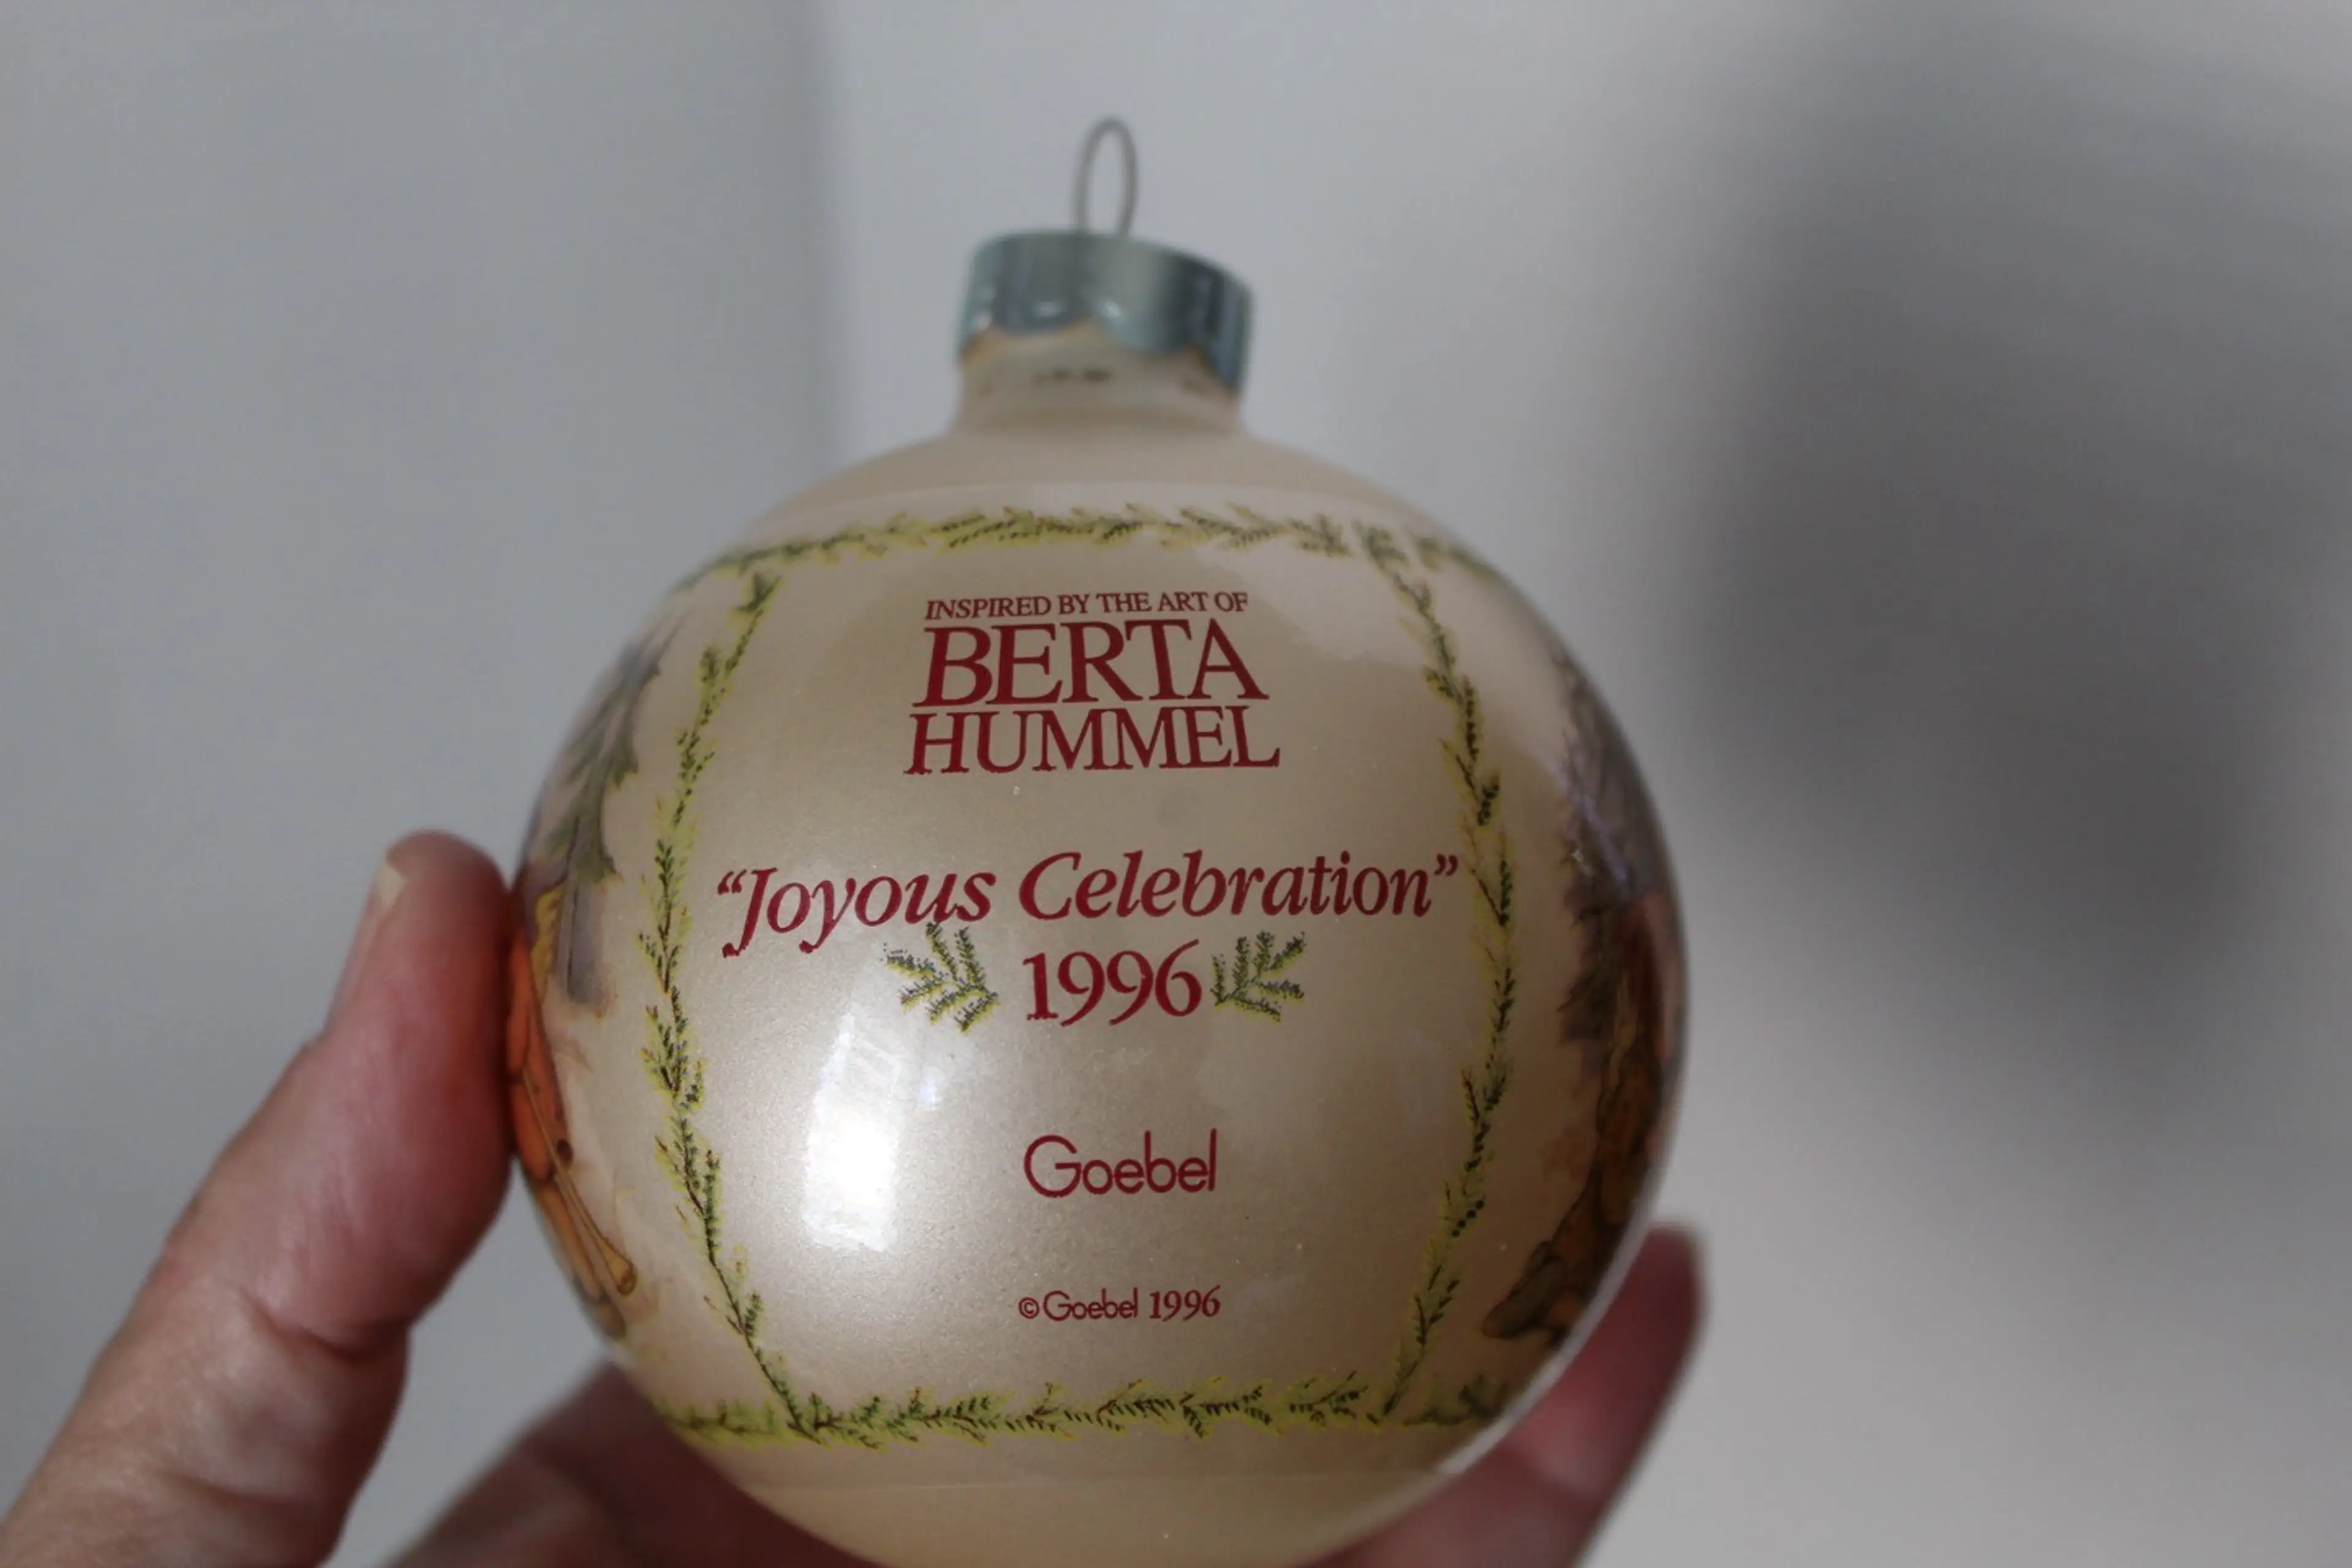 INSPIRED BY THE ART OF
BERTA
HUMMEL
“Joyous Celebration”
1996
Goebel
© Goebel 1996